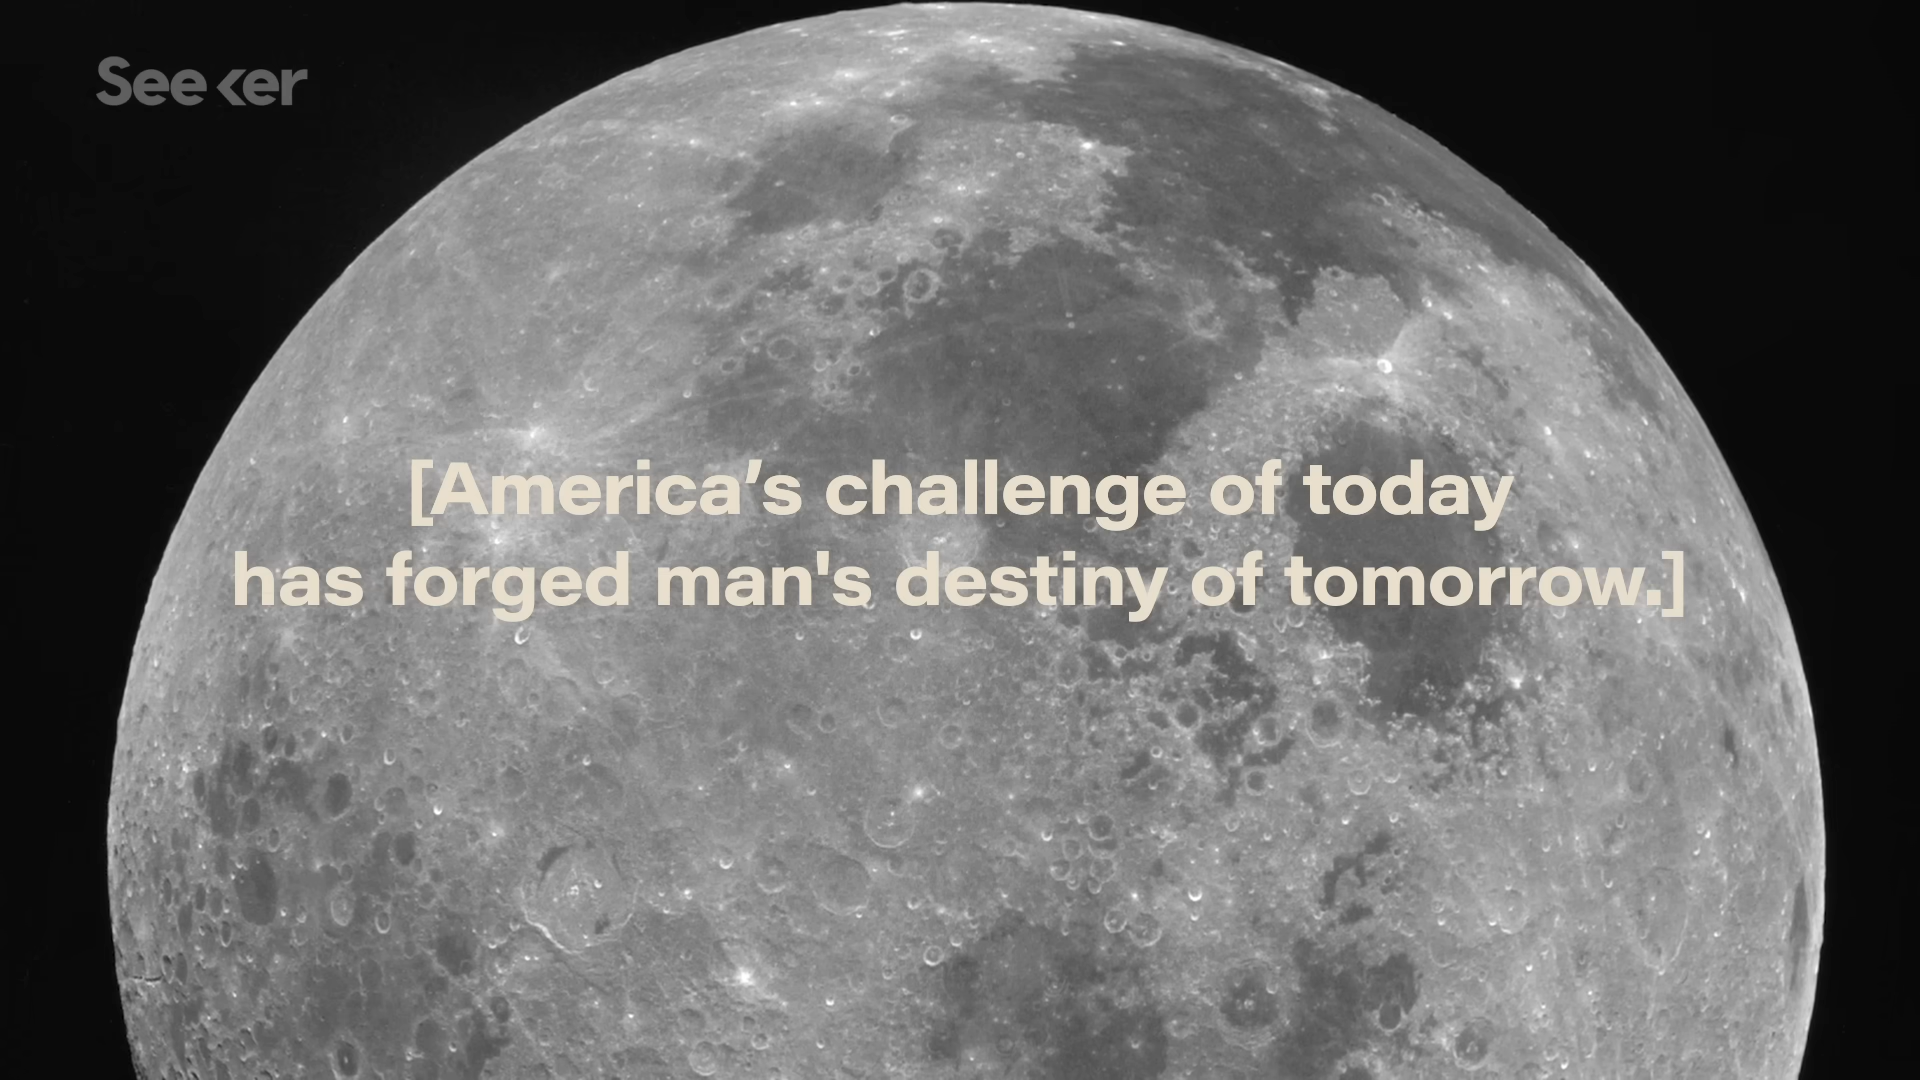 Seeker
[America’s challenge of today
has forged man's destiny of tomorrow.]